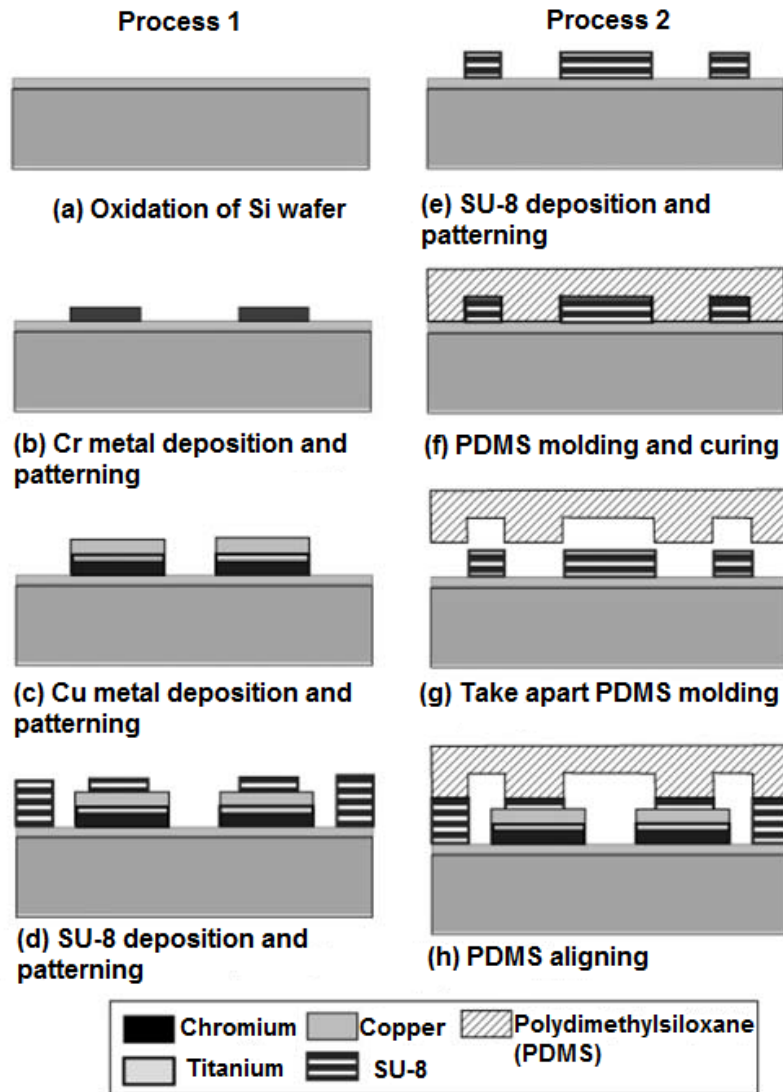 Process 1
(a) Oxidation of Si wafer
(b) Cr metal deposition and
patterning
(c) Cu metal deposition and
patterning
(d) SU-8 deposition and
patterning
Process 2
(e) SU-8 deposition and
patterning
(f) PDMS molding and curing
(g) Take apart PDMS molding
(h) PDMS aligning
Chromium
Copper
Polydimethylsiloxane
(PDMS)
Titanium
SU-8